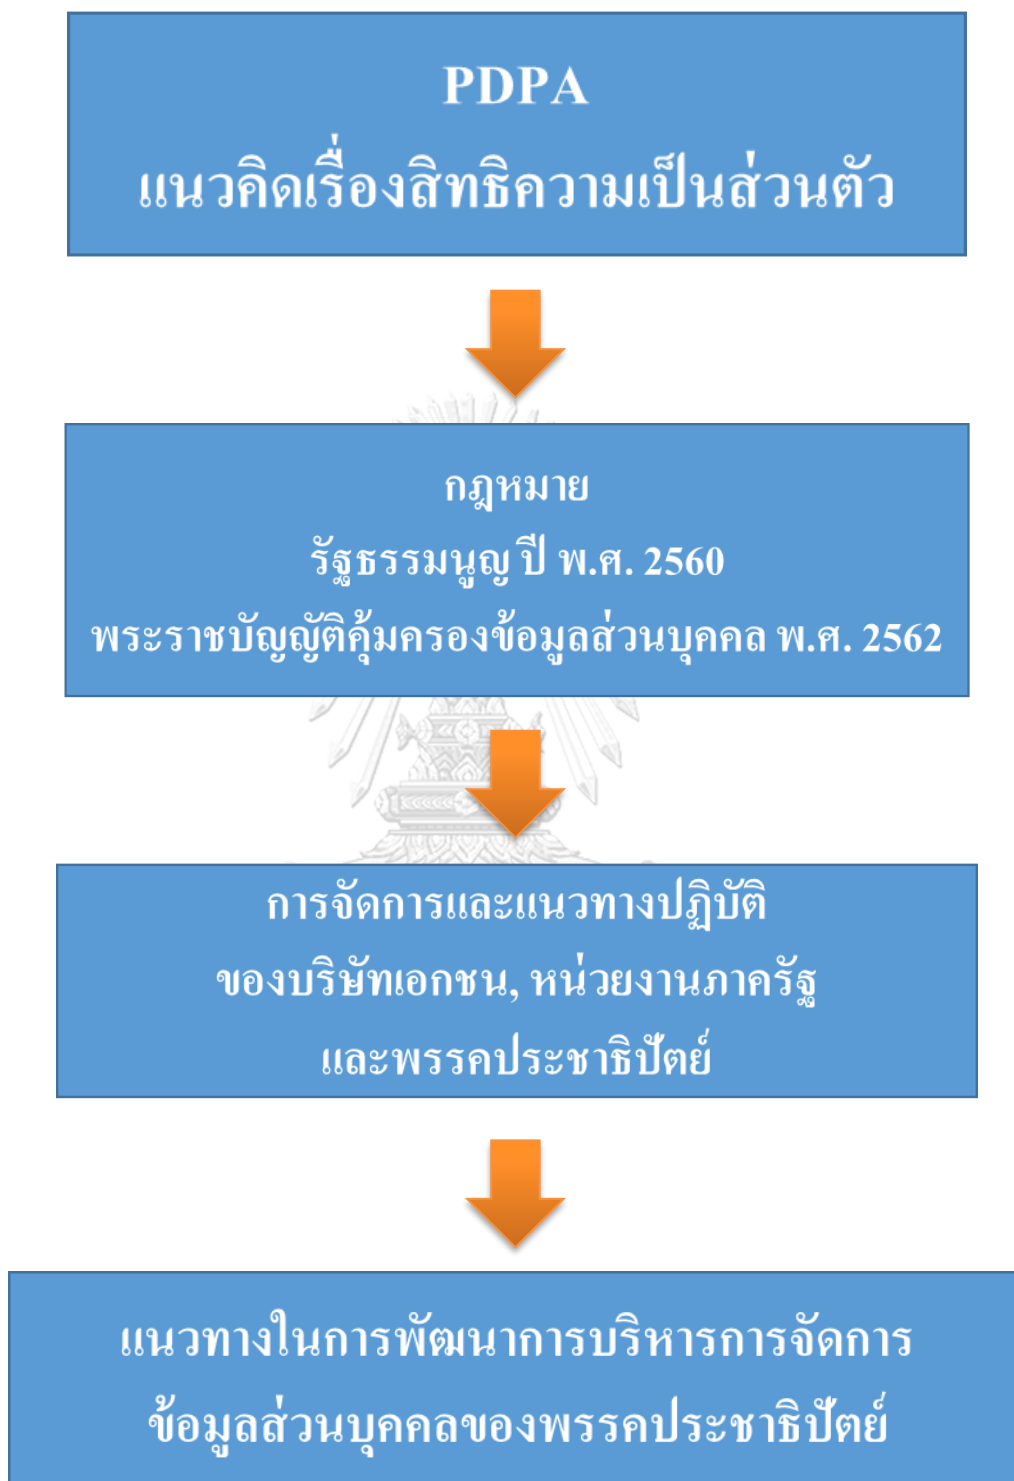 PDPA
แนวคิดเรื่องสิทธิความเป็นส่วนตัว
กฎหมาย
รัฐธรรมนูญ ปี พ.ศ. 2560
พระราชบัญญัติคุ้มครองข้อมูลส่วนบุคคล พ.ศ. 2562
การจัดการและแนวทางปฏิบัติ
ของบริษัทเอกชน, หน่วยงานภาครัฐ
และพรรคประชาธิปัตย์
แนวทางในการพัฒนาการบริหารการจัดการ
ข้อมูลส่วนบุคคลของพรรคประชาธิปัตย์